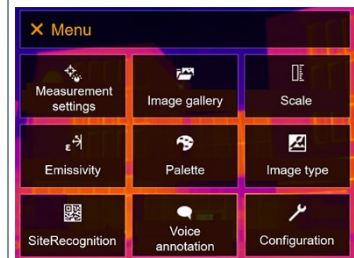 × Menu
Measurement
settings
Image gallery
Scale
ε
Emissivity
Palette
Image type
SiteRecognition
Voice
annotation
Configuration